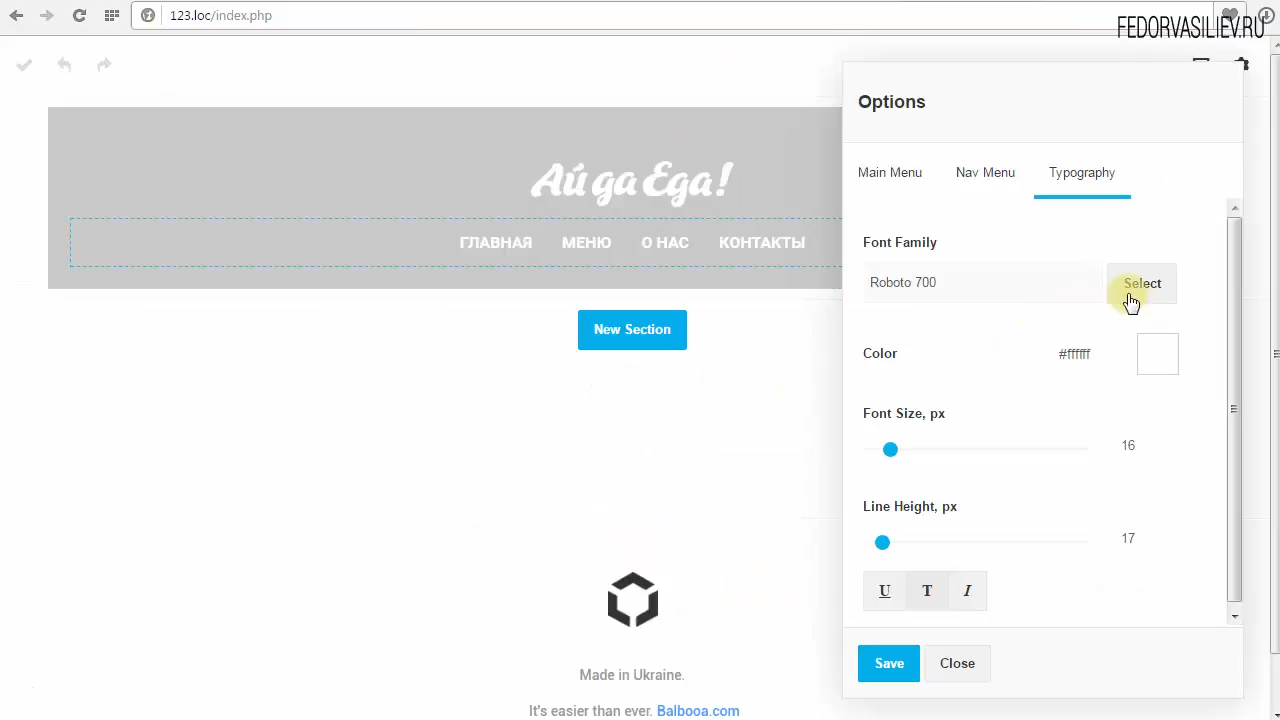 123.loc/index.php
FEDORVASILIEV.RU
Options
Main Menu Nav Menu Typography
Ай да Еда!
ГЛАВНАЯ МЕНЮ О НАС КОНТАКТЫ
Font Family
Roboto 700 Select
New Section
Color #ffffff
Font Size, px
16
Line Height, px
17
U T I
Save Close
Made in Ukraine.
It's easier than ever. Balbooa.com